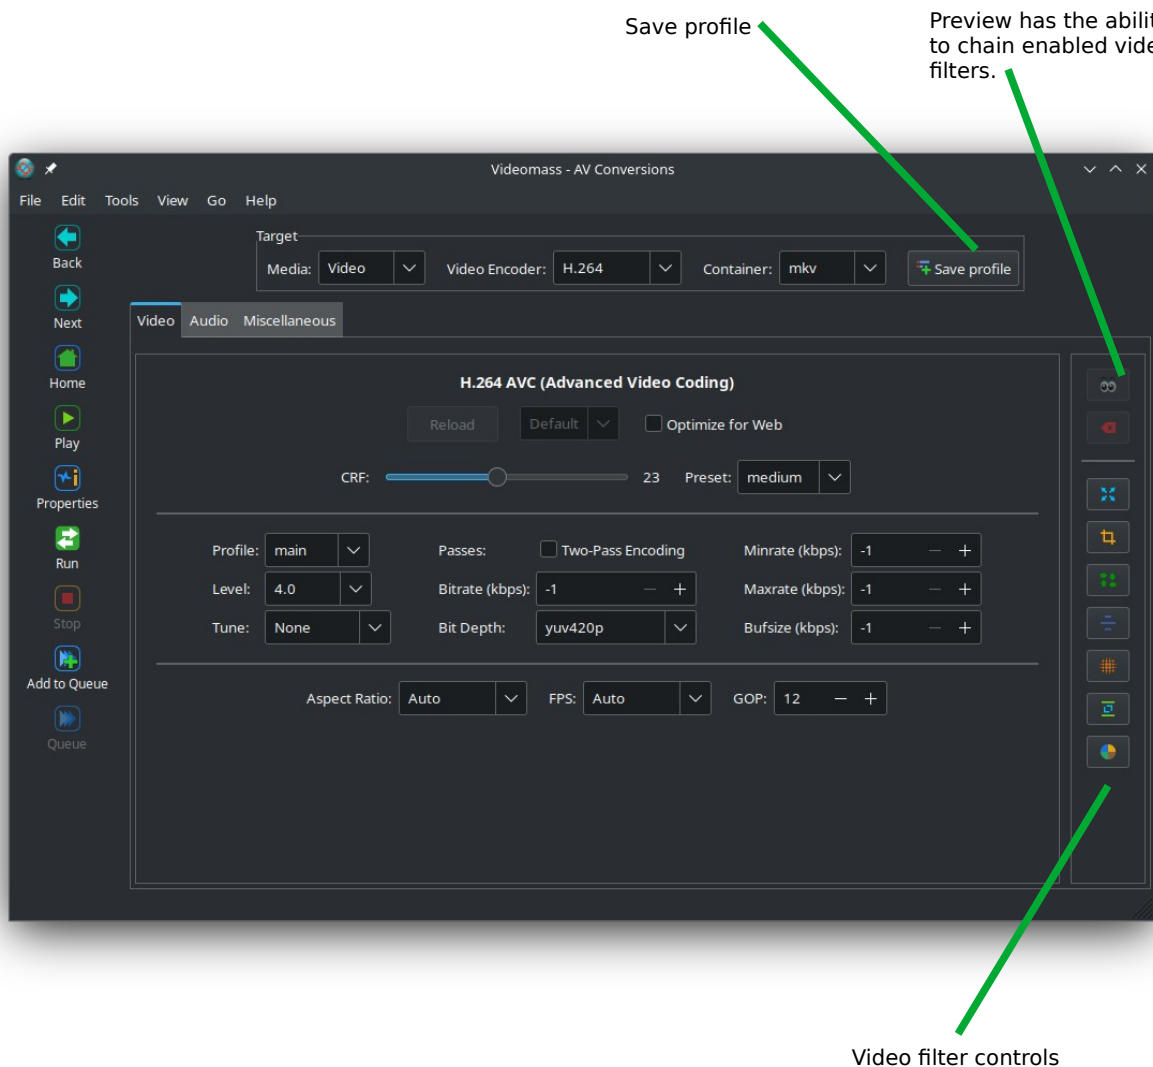 Save profile
Preview has the abilit
to chain enabled vide
filters.
Videomass - AV Conversions
File Edit Tools View Go Help
Back
Next
Home
Play
Properties
Run
Stop
Add to Queue
Queue
Target
Media: Video Video Encoder: H.264 Container: mkv Save profile
Video Audio Miscellaneous
H.264 AVC (Advanced Video Coding)
Reload Default Optimize for Web
CRF: 23 Preset: medium
Profile: main Passes: Two-Pass Encoding Minrate (kbps): -1
Level: 4.0 Bitrate (kbps): -1 Maxrate (kbps): -1
Tune: None Bit Depth: yuv420p Bufsize (kbps): -1
Aspect Ratio: Auto FPS: Auto GOP: 12
Video filter controls